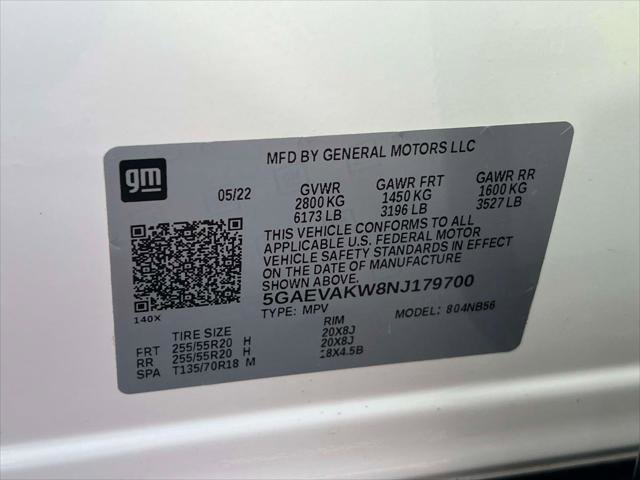 MFD BY GENERAL MOTORS LLC
gm
05/22 GVWR GAWR FRT GAWR RR
2800 KG 1450 KG 1600 KG
6173 LB 3196 LB 3527 LB
THIS VEHICLE CONFORMS TO ALL
APPLICABLE U.S. FEDERAL MOTOR
VEHICLE SAFETY STANDARDS IN EFFECT
ON THE DATE OF MANUFACTURE
SHOWN ABOVE.
5GAEVAKW8NJ179700
140X TYPE: MPV MODEL: 804NB56
TIRE SIZE RIM
FRT 255/55R20 H 20X8J
RR 255/55R20 H 20X8J
SPA T135/70R18 M 18X4.5B